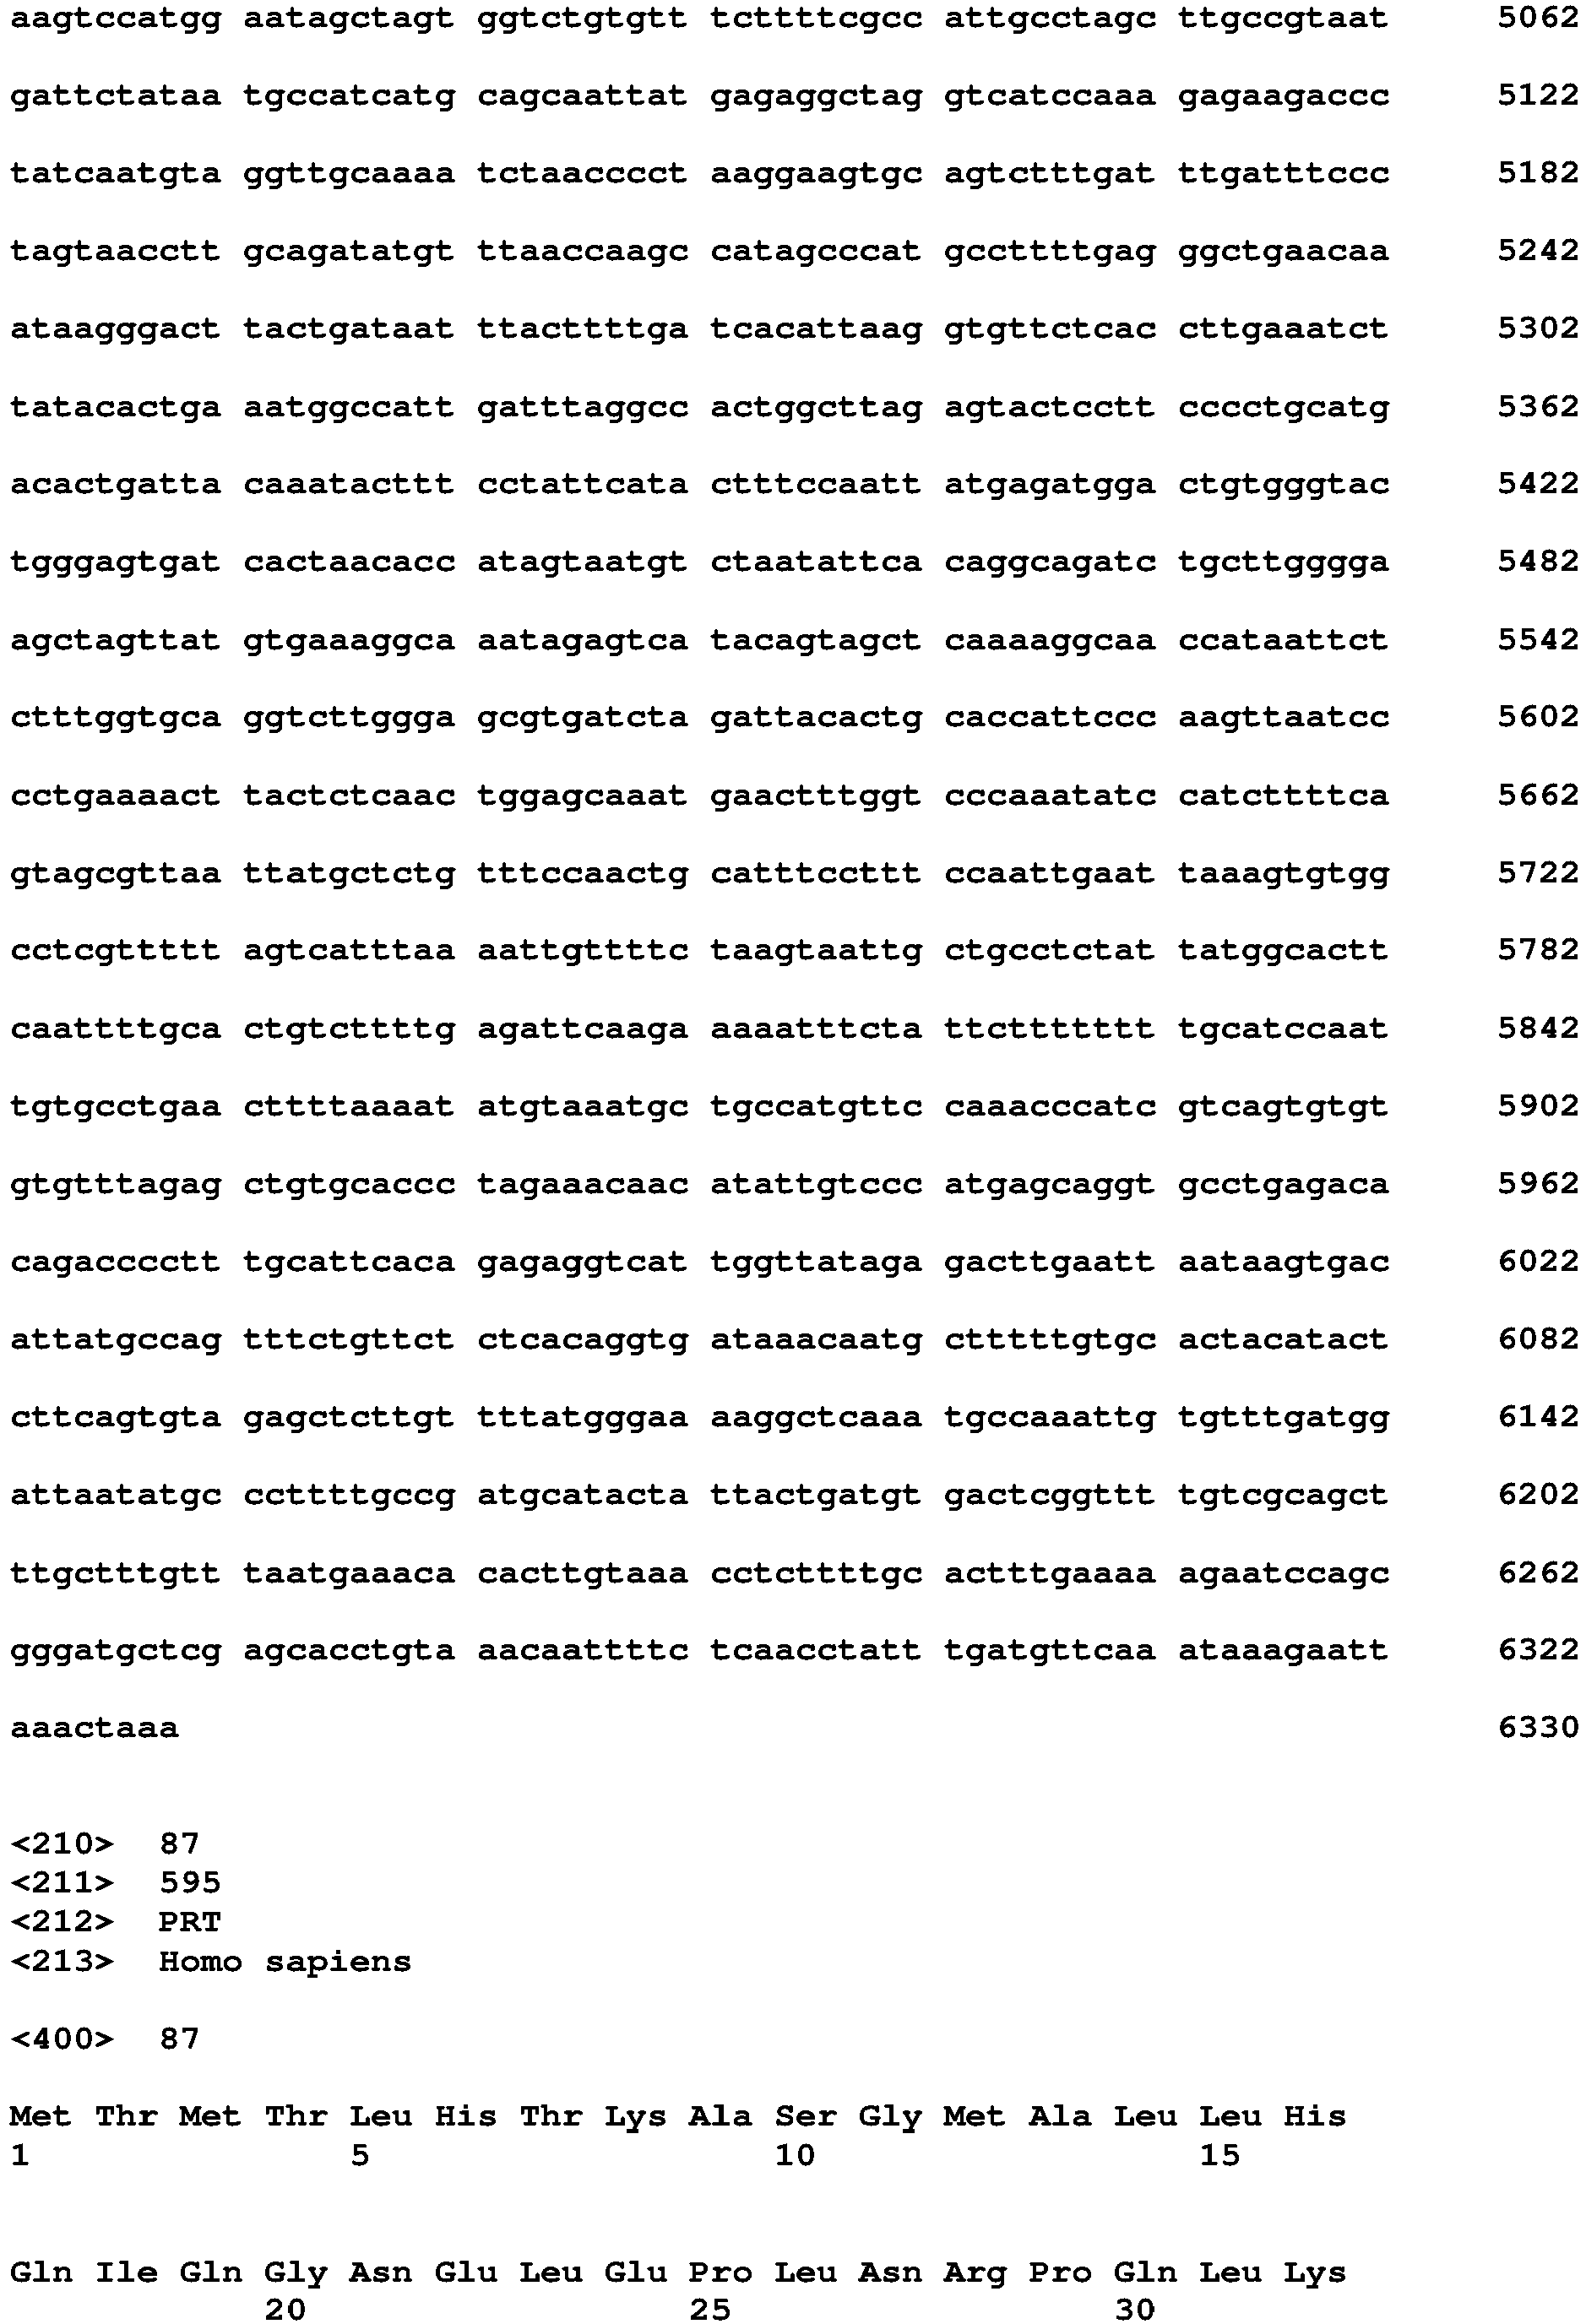 aagtccatgg aatagctagt ggtctgtgtt tcttttcgcc attgcctagc ttgccgtaat 5062
gattctataa tgccatcatg cagcaattat gagaggctag gtcatccaaa gagaagaccc 5122
tatcaatgta ggttgcaaaa tctaacccct aaggaagtgc agtctttgat ttgatttccc 5182
tagtaacctt gcagatatgt ttaaccaagc catagcccat gccttttgag ggctgaacaa 5242
ataagggact tactgataat ttacttttga tcacattaag gtgttctcac cttgaaatct 5302
tatacactga aatggccatt gatttaggcc actggcttag agtactcctt cccctgcatg 5362
acactgatta caaatacttt cctattcata ctttccaatt atgagatgga ctgtgggtac 5422
tgggagtgat cactaacacc atagtaatgt ctaatattca caggcagatc tgcttgggga 5482
agctagttat gtgaaaggca aatagagtca tacagtagct caaaaggcaa ccataattct 5542
ctttggtgca ggtcttggga gcgtgatcta gattacactg caccattccc aagttaatcc 5602
cctgaaaact tactctcaac tggagcaaat gaactttggt cccaaatatc catcttttca 5662
gtagcgttaa ttatgctctg tttccaactg catttccttt ccaattgaat taaagtgtgg 5722
cctcgttttt agtcatttaa aattgttttc taagtaattg ctgcctctat tatggcactt 5782
caattttgca ctgtcttttg agattcaaga aaaatttcta ttcttttttt tgcatccaat 5842
tgtgcctgaa cttttaaaat atgtaaatgc tgccatgttc caaacccatc gtcagtgtgt 5902
gtgtttagag ctgtgcaccc tagaaacaac atattgtccc atgagcaggt gcctgagaca 5962
cagacccctt tgcattcaca gagaggtcat tggttataga gacttgaatt aataagtgac 6022
attatgccag tttctgttct ctcacaggtg ataaacaatg ctttttgtgc actacatact 6082
cttcagtgta gagctcttgt tttatgggaa aaggctcaaa tgccaaattg tgtttgatgg 6142
attaatatgc ccttttgccg atgcatacta ttactgatgt gactcggttt tgtcgcagct 6202
ttgctttgtt taatgaaaca cacttgtaaa cctcttttgc actttgaaaa agaatccagc 6262
gggatgctcg agcacctgta aacaattttc tcaacctatt tgatgttcaa ataaagaatt 6322
aaactaaa 6330
<210> 87
<211> 595
<212> PRT
<213> Homo sapiens
<400> 87
Met Thr Met Thr Leu His Thr Lys Ala Ser Gly Met Ala Leu Leu His
1 5 10 15
Gln Ile Gln Gly Asn Glu Leu Glu Pro Leu Asn Arg Pro Gln Leu Lys
20 25 30